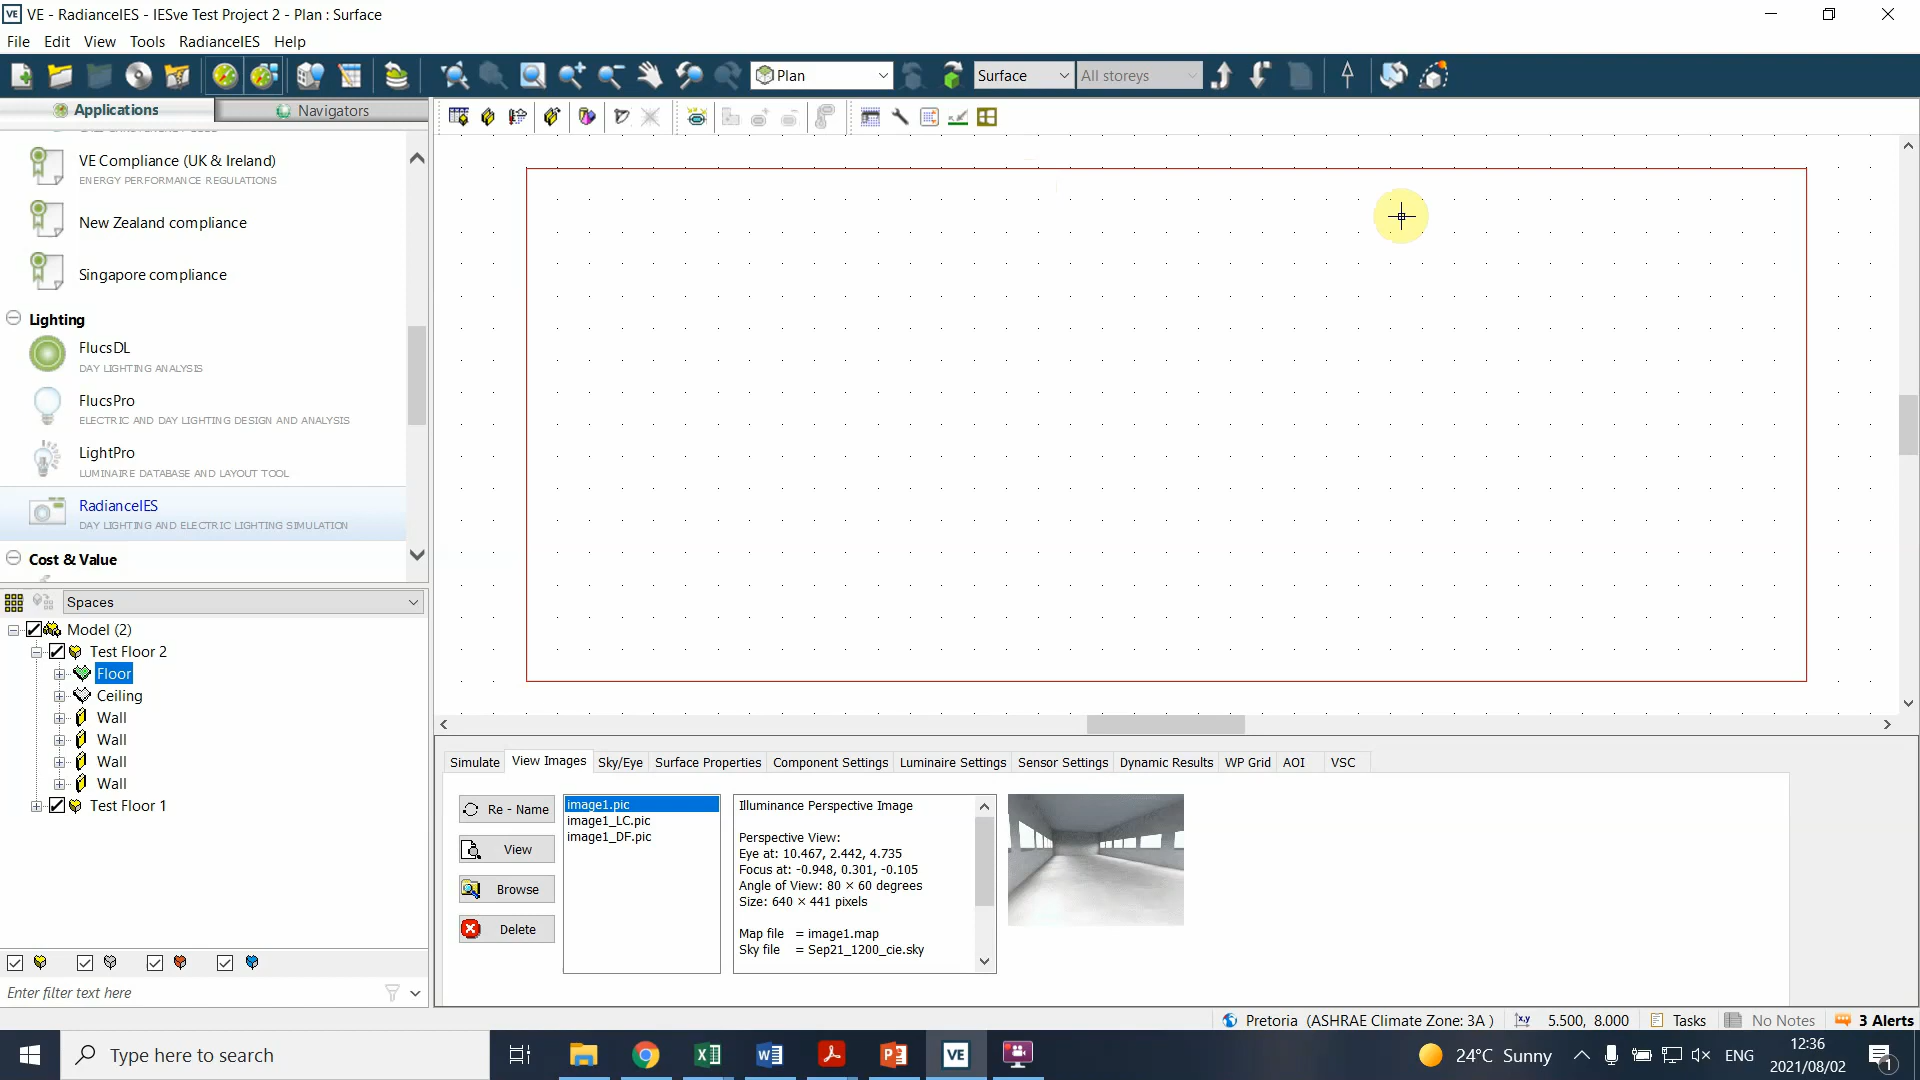 VE - RadianceIES - IESve Test Project 2 - Plan : Surface
File Edit View Tools RadianceIES Help
Plan Surface All storeys
Applications Navigators
VE Compliance (UK & Ireland)
ENERGY PERFORMANCE REGULATIONS
New Zealand compliance
Singapore compliance
Lighting
FlucsDL
DAY LIGHTING ANALYSIS
FlucsPro
ELECTRIC AND DAY LIGHTING DESIGN AND ANALYSIS
LightPro
LUMINAIRE DATABASE AND LAYOUT TOOL
RadianceIES
DAY LIGHTING AND ELECTRIC LIGHTING SIMULATION
Cost & Value
Spaces
Model (2)
Test Floor 2
Floor
Ceiling
Wall
Wall
Wall
Wall
Test Floor 1
Enter filter text here
Simulate View Images Sky/Eye Surface Properties Component Settings Luminaire Settings Sensor Settings Dynamic Results WP Grid AOI VSC
Re - Name
View
Browse
Delete
image1.pic
image1_LC.pic
image1_DF.pic
Illuminance Perspective Image
Perspective View:
Eye at: 10.467, 2.442, 4.735
Focus at: -0.948, 0.301, -0.105
Angle of View: 80 × 60 degrees
Size: 640 × 441 pixels
Map file = image1.map
Sky file = Sep21_1200_cie.sky
Pretoria (ASHRAE Climate Zone: 3A ) 5.500, 8.000 Tasks No Notes 3 Alerts
Type here to search
24°C Sunny ENG
12:36
2021/08/02
1